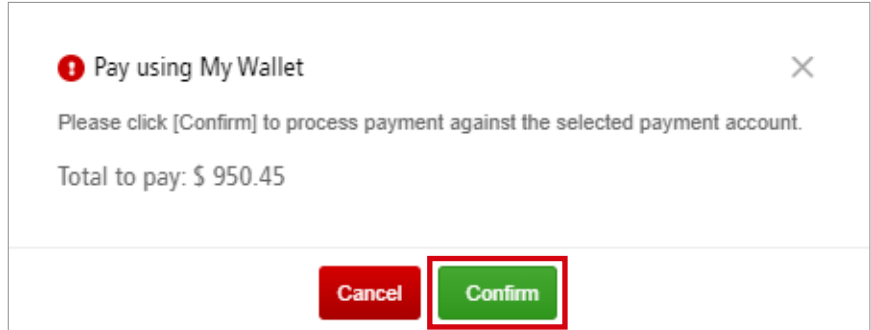 Pay using My Wallet
Please click [Confirm] to process payment against the selected payment account.
Total to pay: $ 950.45
Cancel Confirm